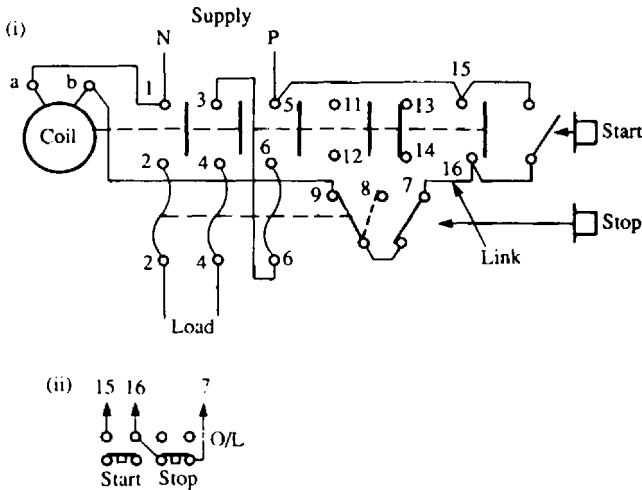 (i)
Supply
N P
a b 1 3 5 11 13 15
Coil
Start
2 4 6 12 14 16
9 8 7
Stop
Link
2 4 6
Load
(ii)
15 16 7
O/L
Start Stop